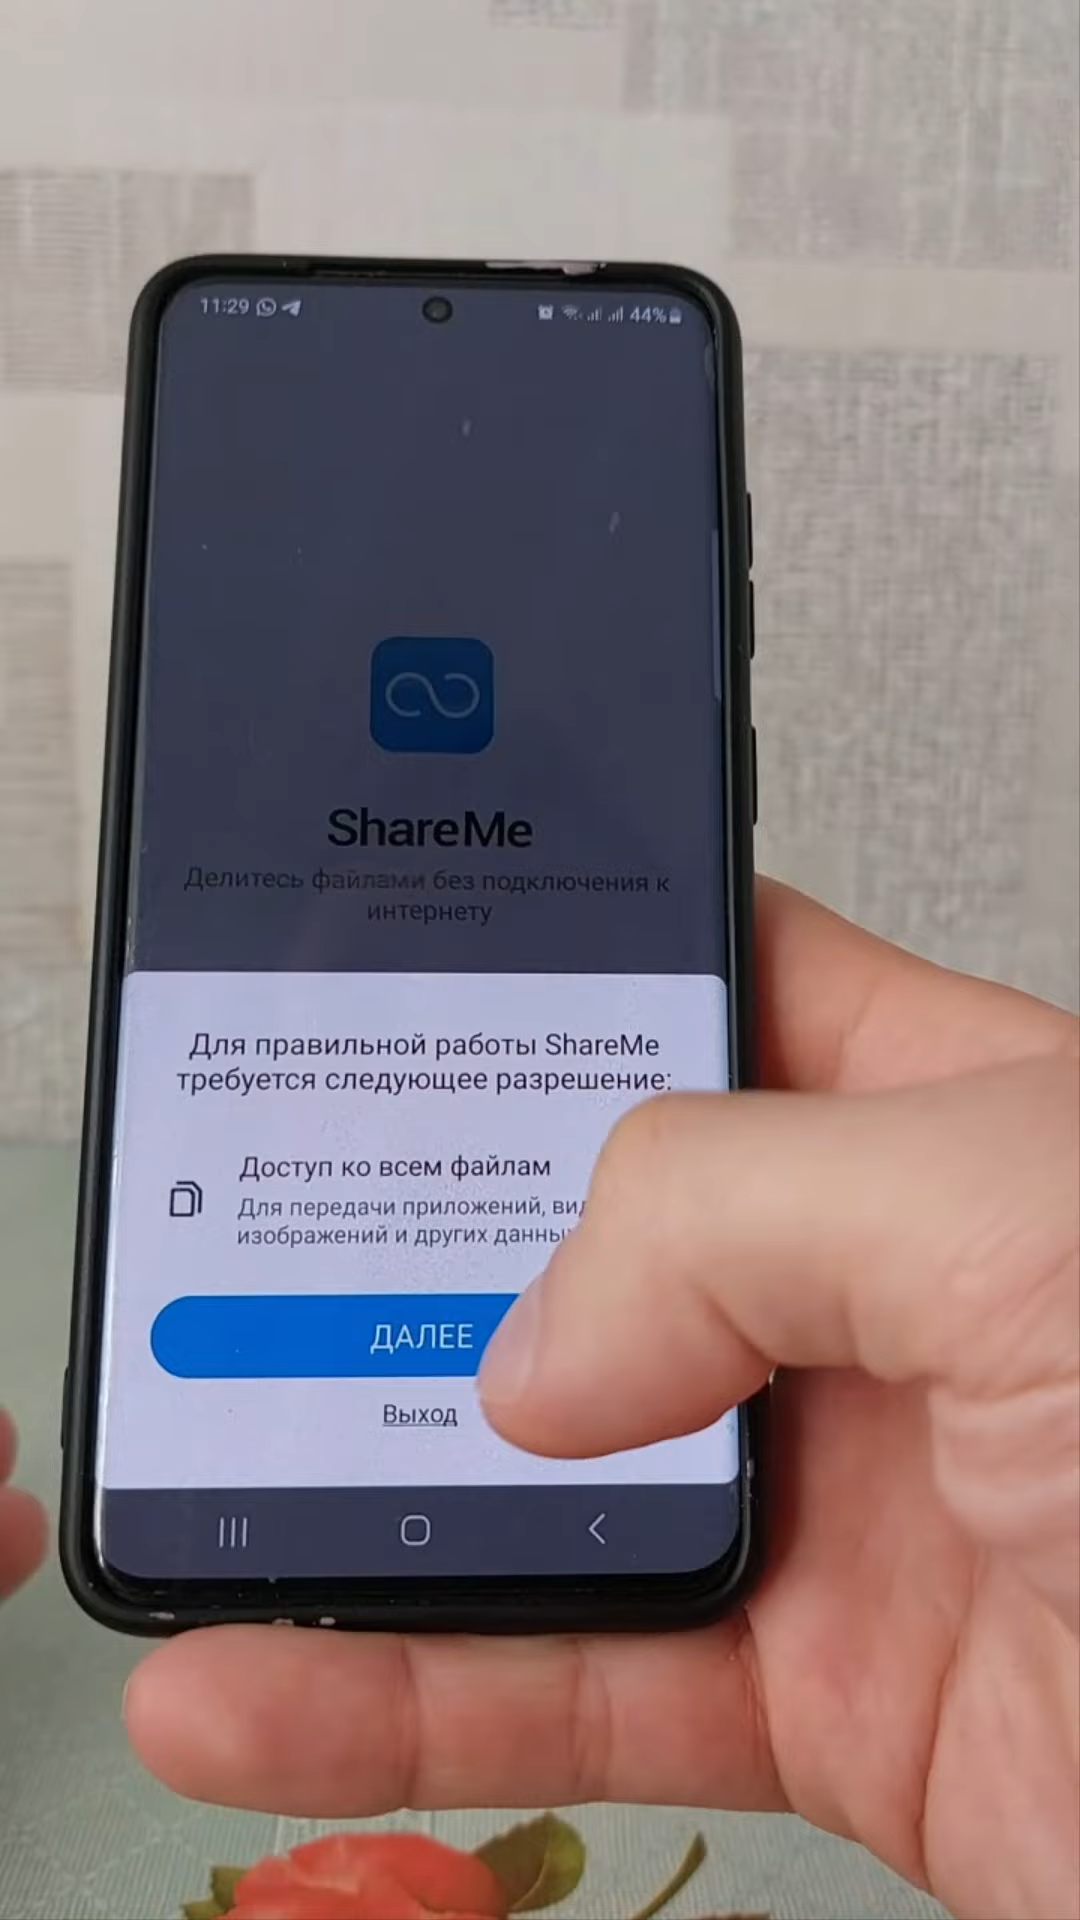 11:29
44%
ShareMe
Делитесь файлами без подключения к
интернету
Для правильной работы ShareMe
требуется следующее разрешение:
Доступ ко всем файлам
Для передачи приложений,
изображений и других
ДАЛЕЕ
Выход